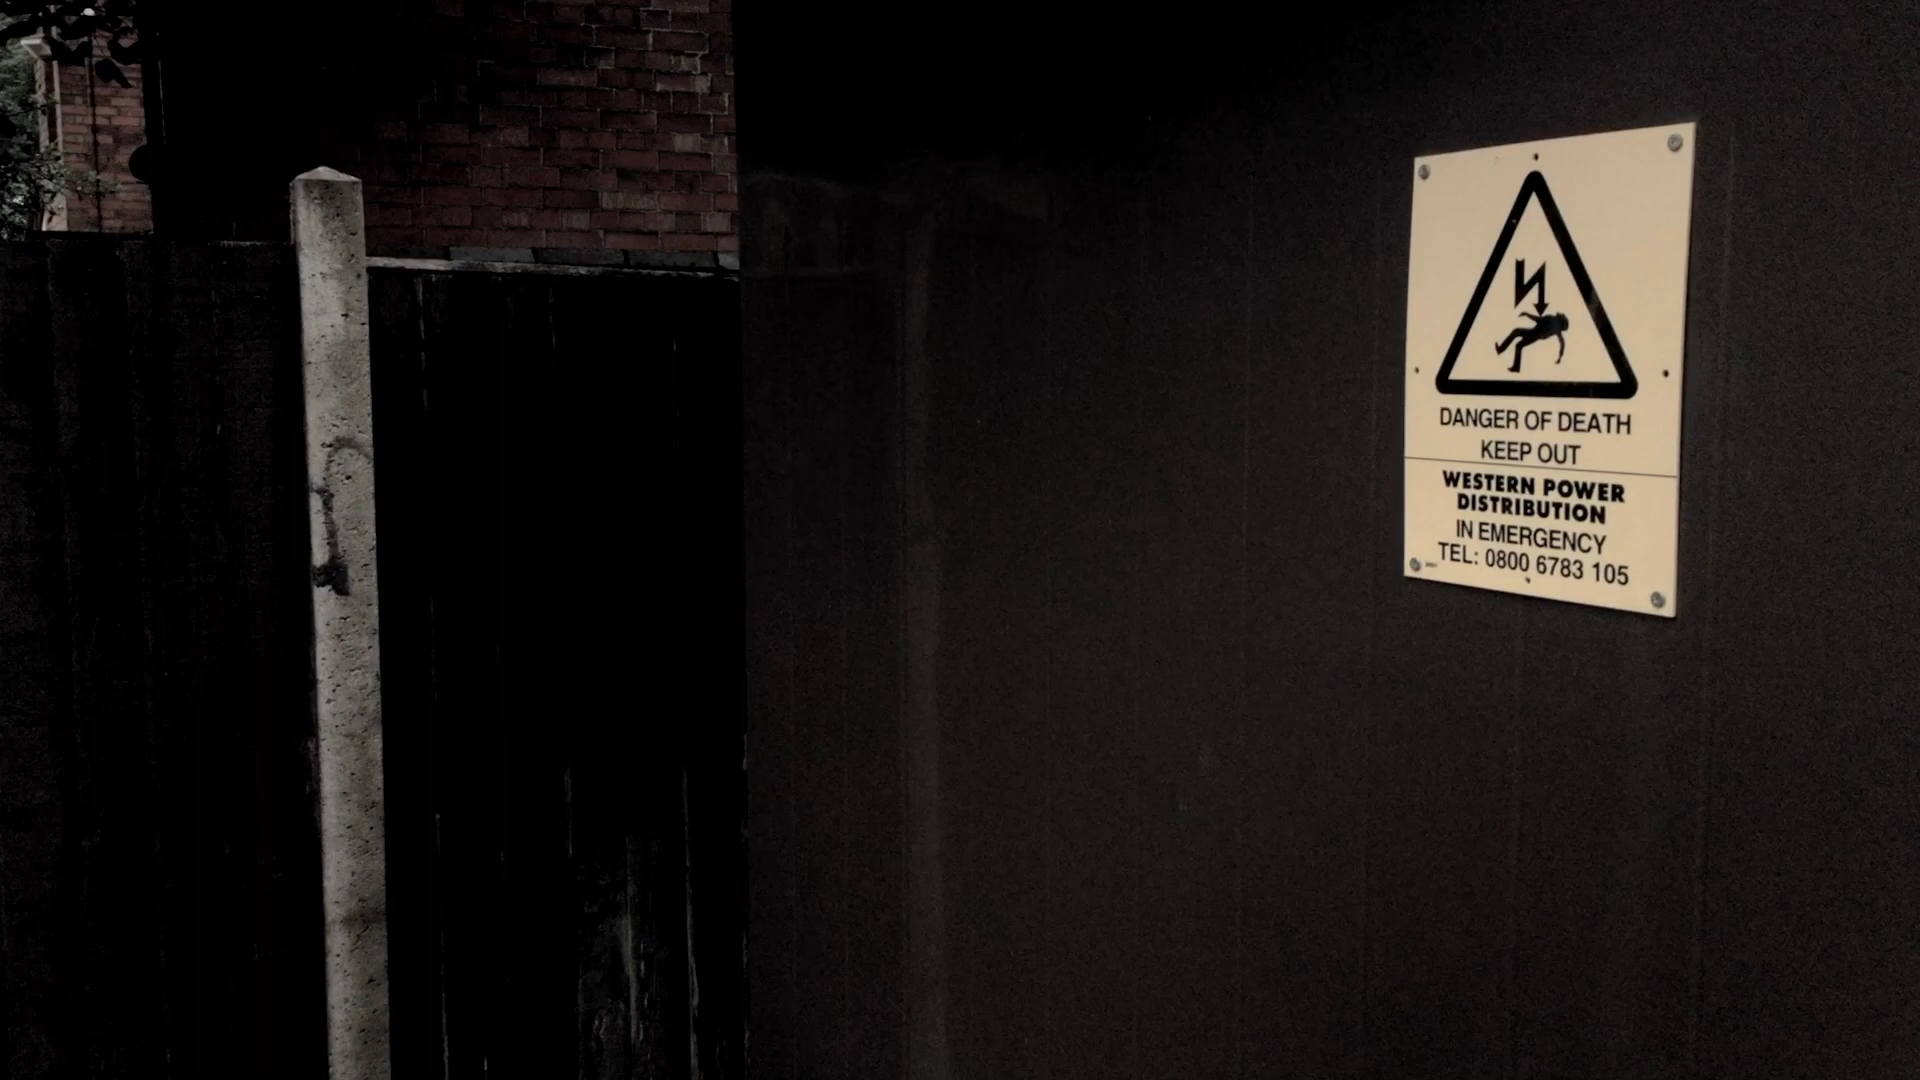 DANGER OF DEATH
KEEP OUT
WESTERN POWER
DISTRIBUTION
IN EMERGENCY
TEL: 0800 6783 105